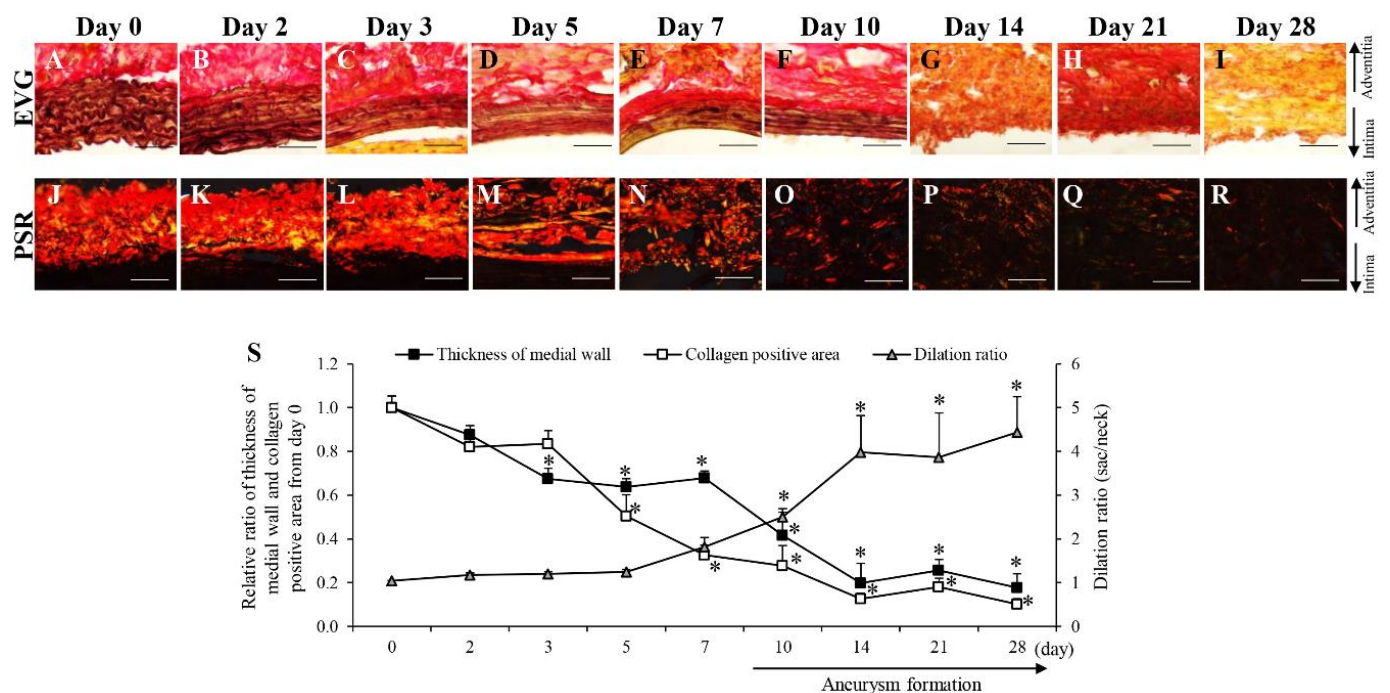 Day 0 Day 2 Day 3 Day 5 Day 7 Day 10 Day 14 Day 21 Day 28
EVG
A B C D E F G H I
Adventitia
Intima
PSR
J K L M N O P Q R
Adventitia
Intima
S
Thickness of medial wall Collagen positive area Dilation ratio
Relative ratio of thickness of
medial wall and collagen
positive area from day 0
1.2
1.0
0.8
0.6
0.4
0.2
0.0
* * * * * * *
* * * * * *
* * * *
6
5
4
3
2
1
0
Dilation ratio (sac/neck)
0 2 3 5 7 10 14 21 28 (day)
Aneurysm formation